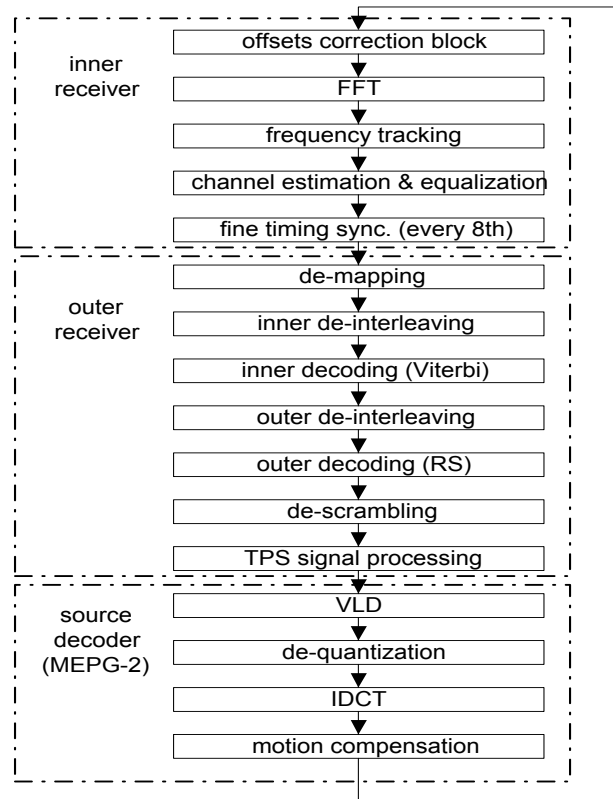 offsets correction block
inner
receiver
FFT
frequency tracking
channel estimation & equalization
fine timing sync. (every 8th)
de-mapping
outer
receiver
inner de-interleaving
inner decoding (Viterbi)
outer de-interleaving
outer decoding (RS)
de-scrambling
TPS signal processing
source
decoder
(MEPG-2)
VLD
de-quantization
IDCT
motion compensation